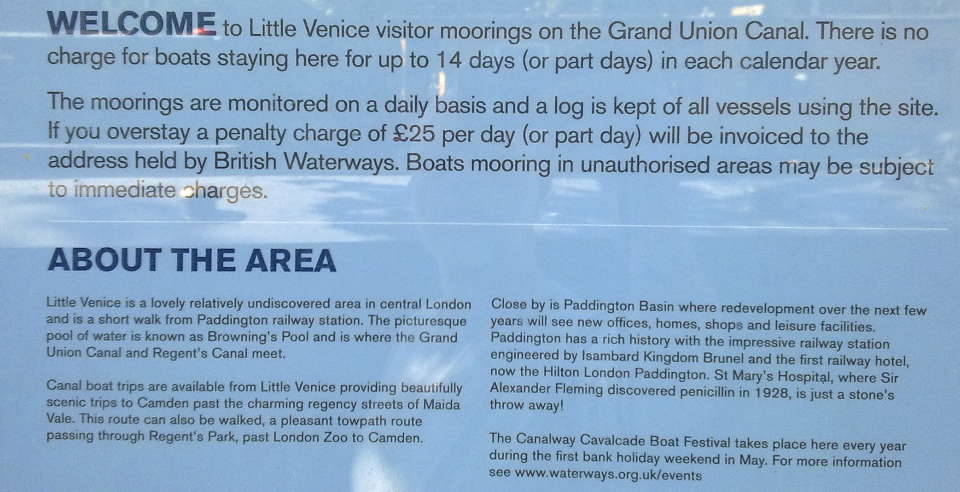 WELCOME to Little Venice visitor moorings on the Grand Union Canal. There is no
charge for boats staying here for up to 14 days (or part days) in each calendar year.
The moorings are monitored on a daily basis and a log is kept of all vessels using the site.
If you overstay a penalty charge of £25 per day (or part day) will be invoiced to the
address held by British Waterways. Boats mooring in unauthorised areas may be subject
to immediate charges.
ABOUT THE AREA
Little Venice is a lovely relatively undiscovered area in central London
and is a short walk from Paddington railway station. The picturesque
pool of water is known as Browning's Pool and is where the Grand
Union Canal and Regent's Canal meet.
Canal boat trips are available from Little Venice providing beautifully
scenic trips to Camden past the charming regency streets of Maida
Vale. This route can also be walked, a pleasant towpath route
passing through Regent's Park, past London Zoo to Camden.
Close by is Paddington Basin where redevelopment over the next few
years will see new offices, homes, shops and leisure facilities.
Paddington has a rich history with the impressive railway station
engineered by Isambard Kingdom Brunel and the first railway hotel,
now the Hilton London Paddington. St Mary's Hospital, where Sir
Alexander Fleming discovered penicillin in 1928, is just a stone's
throw away!
The Canalway Cavalcade Boat Festival takes place here every year
during the first bank holiday weekend in May. For more information
see www.waterways.org.uk/events